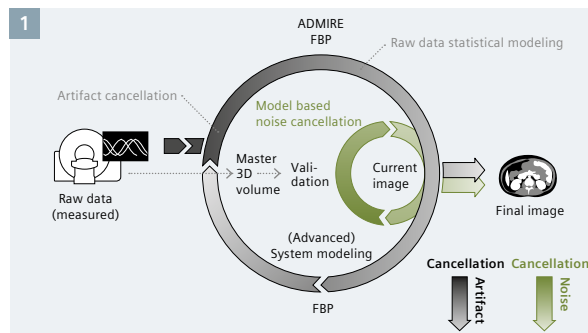 1
ADMIRE
FBP
Raw data statistical modeling
Artifact cancellation
Model based
noise cancellation
Master
3D
volume
Vali-
dation
Current
image
Raw data
(measured)
Final image
(Advanced)
System modeling
FBP
Cancellation
Cancellation
Artifact
Noise